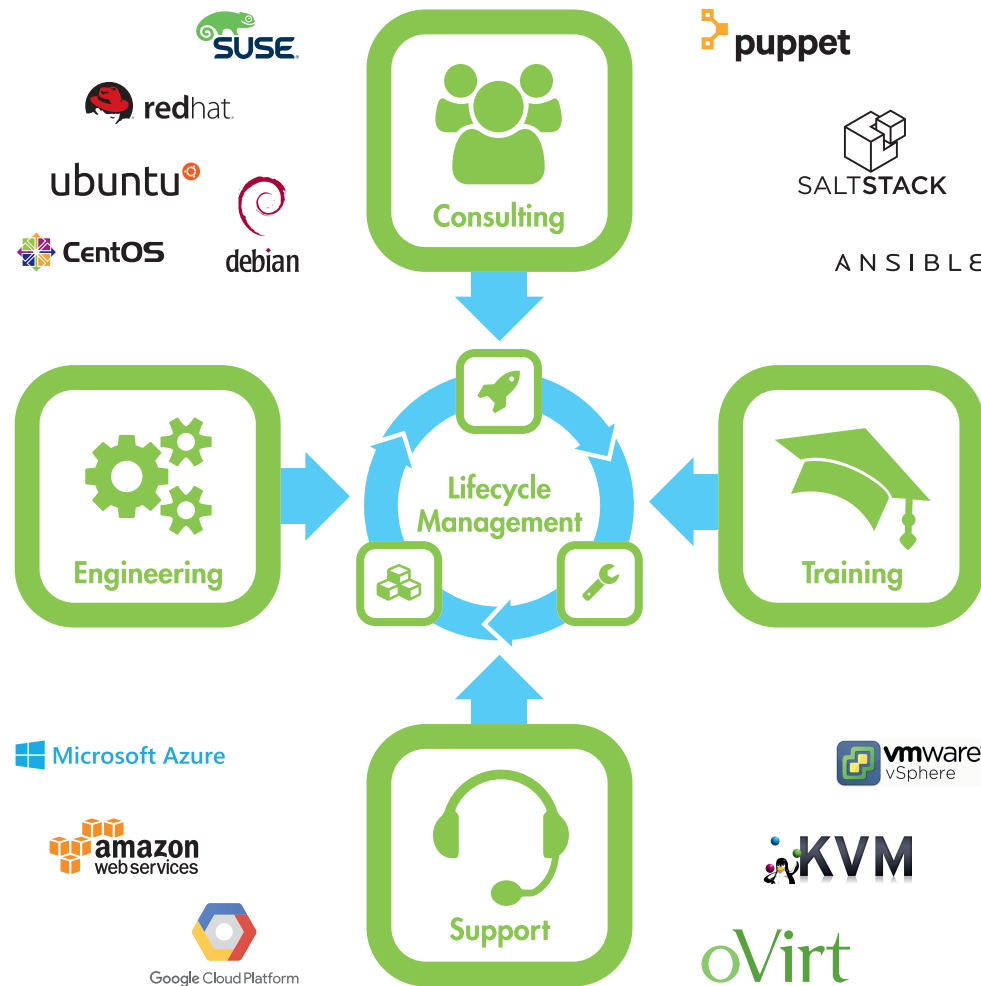 SUSE
puppet
redhat.
ubuntu
SALTSTACK
Consulting
CentOS
debian
ANSIBLE
Lifecycle
Management
Engineering
Training
Microsoft Azure
vmware
vSphere
amazon
web services
KVM
Support
oVirt
Google Cloud Platform